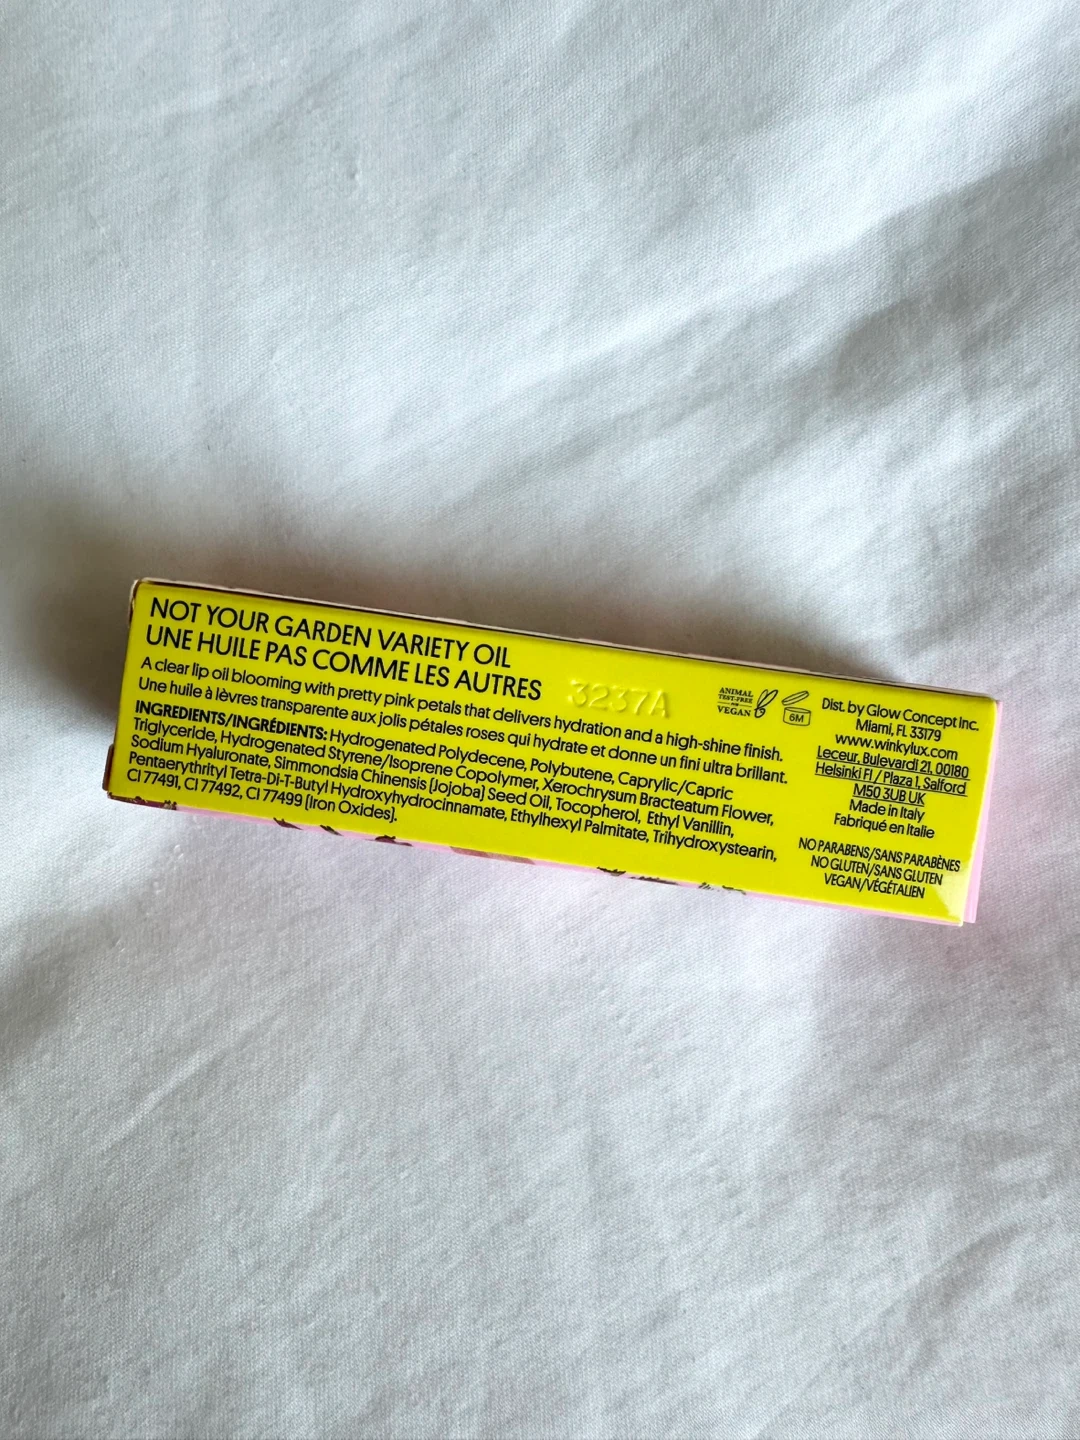 NOT YOUR GARDEN VARIETY OIL
UNE HUILE PAS COMME LES AUTRES
A clear lip oil blooming with pretty pink petals that delivers hydration and a high-shine finish.
Une huile à lèvres transparente aux jolis pétales roses qui hydrate et donne un fini ultra brillant.
INGREDIENTS/INGRÉDIENTS: Hydrogenated Polydecene, Polybutene, Caprylic/Capric
Triglyceride, Hydrogenated Styrene/Isoprene Copolymer, Xerochrysum Bracteatum Flower,
Sodium Hyaluronate, Simmondsia Chinensis (Jojoba) Seed Oil, Tocopherol, Ethyl Vanillin,
Pentaerythrityl Tetra-Di-T-Butyl Hydroxyhydrocinnamate, Ethylhexyl Palmitate, Trihydroxystearin,
CI 77491, CI 77492, CI 77499 (Iron Oxides).
3237A
ANIMAL
TEST-FREE
VEGAN
6M
Dist. by Glow Concept Inc.
Miami, FL 33179
www.winkylux.com
Leceur, Bulevardi 21, 00180
Helsinki FI / Plaza 1, Salford
M50 3UB UK
Made in Italy
Fabriqué en Italie
NO PARABENS/SANS PARABÈNES
NO GLUTEN/SANS GLUTEN
VEGAN/VÉGÉTALIEN